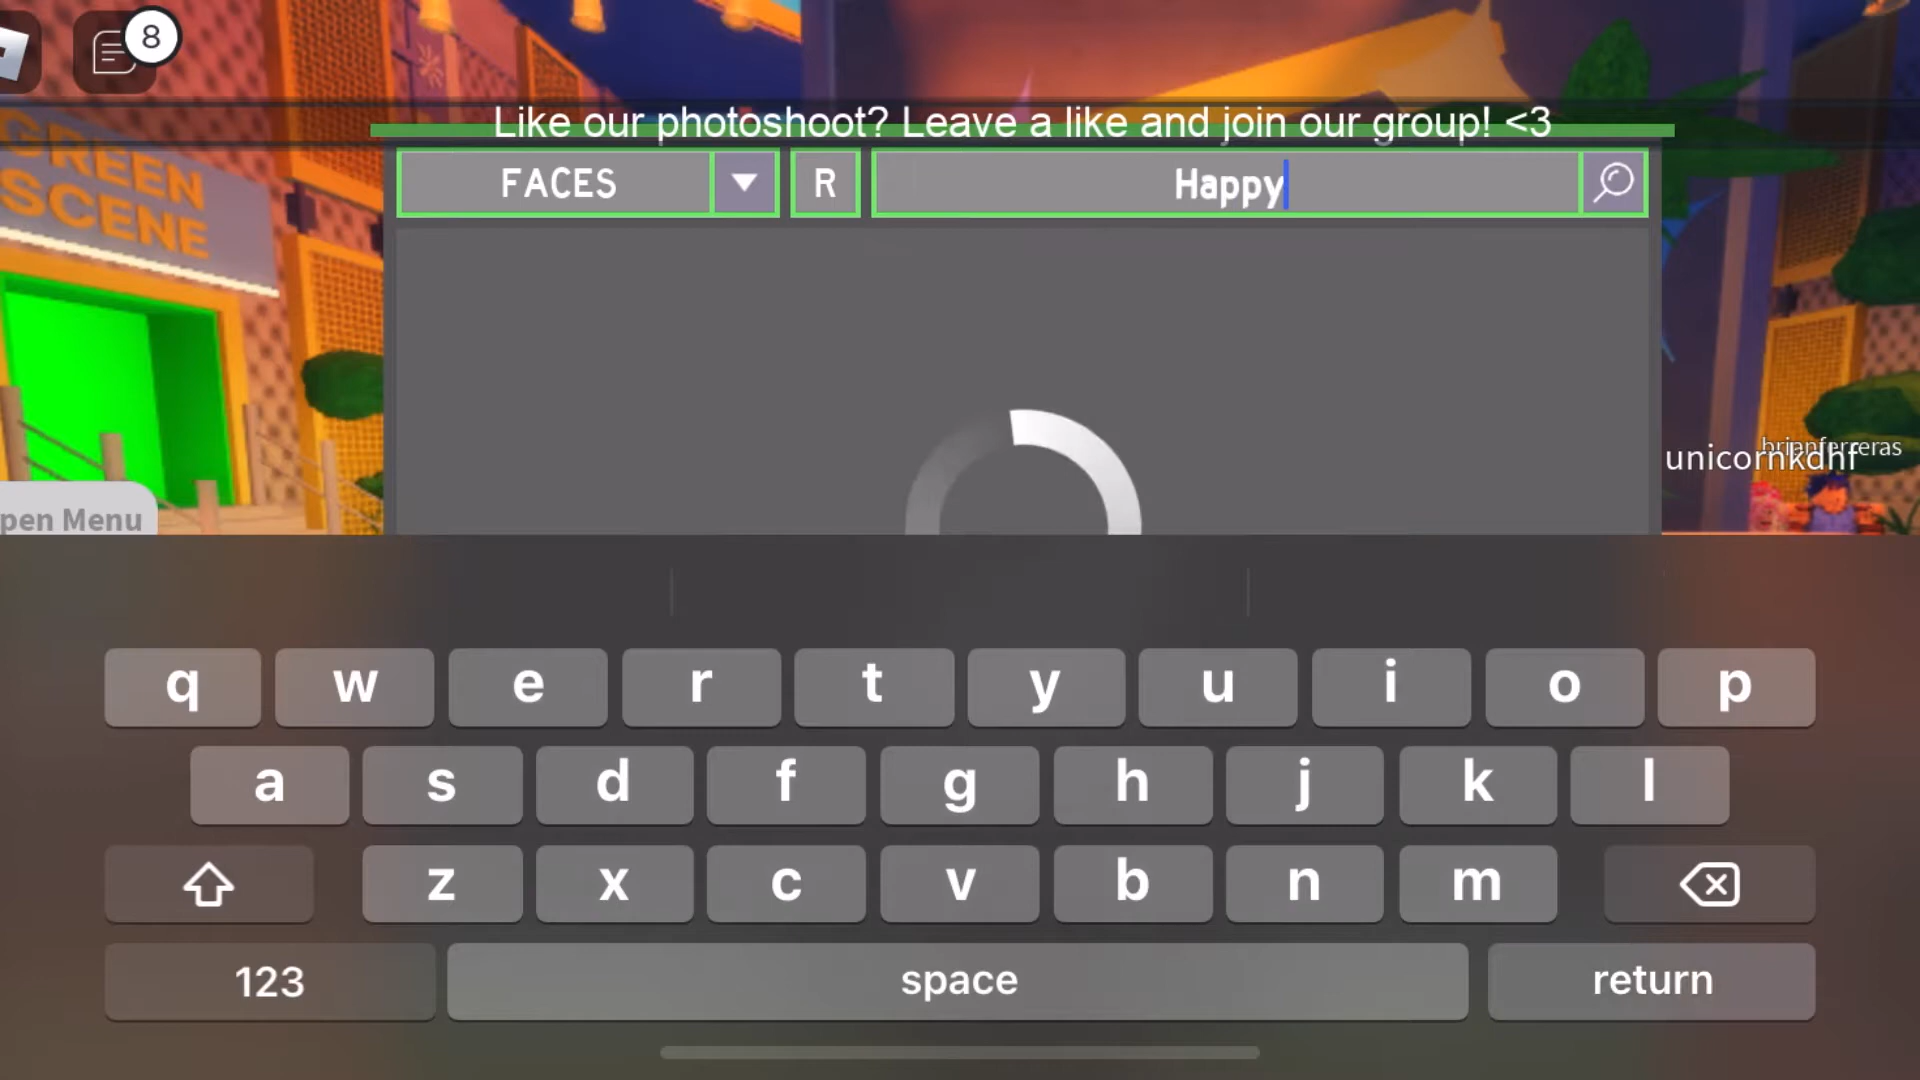 8
Like our photoshoot? Leave a like and join our group! <3
GREEN
SCENE
FACES
R
Happy
brianferreras
unicornkdhf
pen Menu
q w e r t y u i o p
a s d f g h j k l
z x c v b n m
123 space return